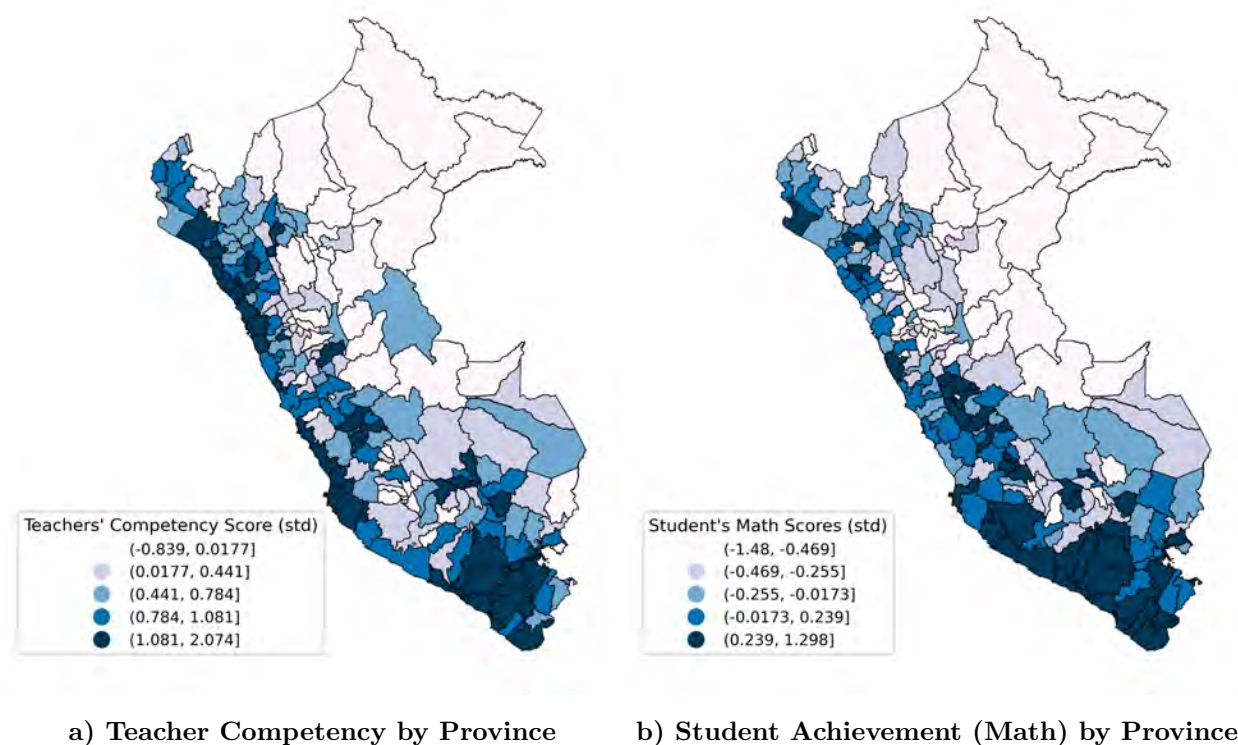 Teachers' Competency Score (std)
(-0.839, 0.0177]
(0.0177, 0.441]
(0.441, 0.784]
(0.784, 1.081]
(1.081, 2.074]
Student's Math Scores (std)
(-1.48, -0.469]
(-0.469, -0.255]
(-0.255, -0.0173]
(-0.0173, 0.239]
(0.239, 1.298]
a) Teacher Competency by Province
b) Student Achievement (Math) by Province